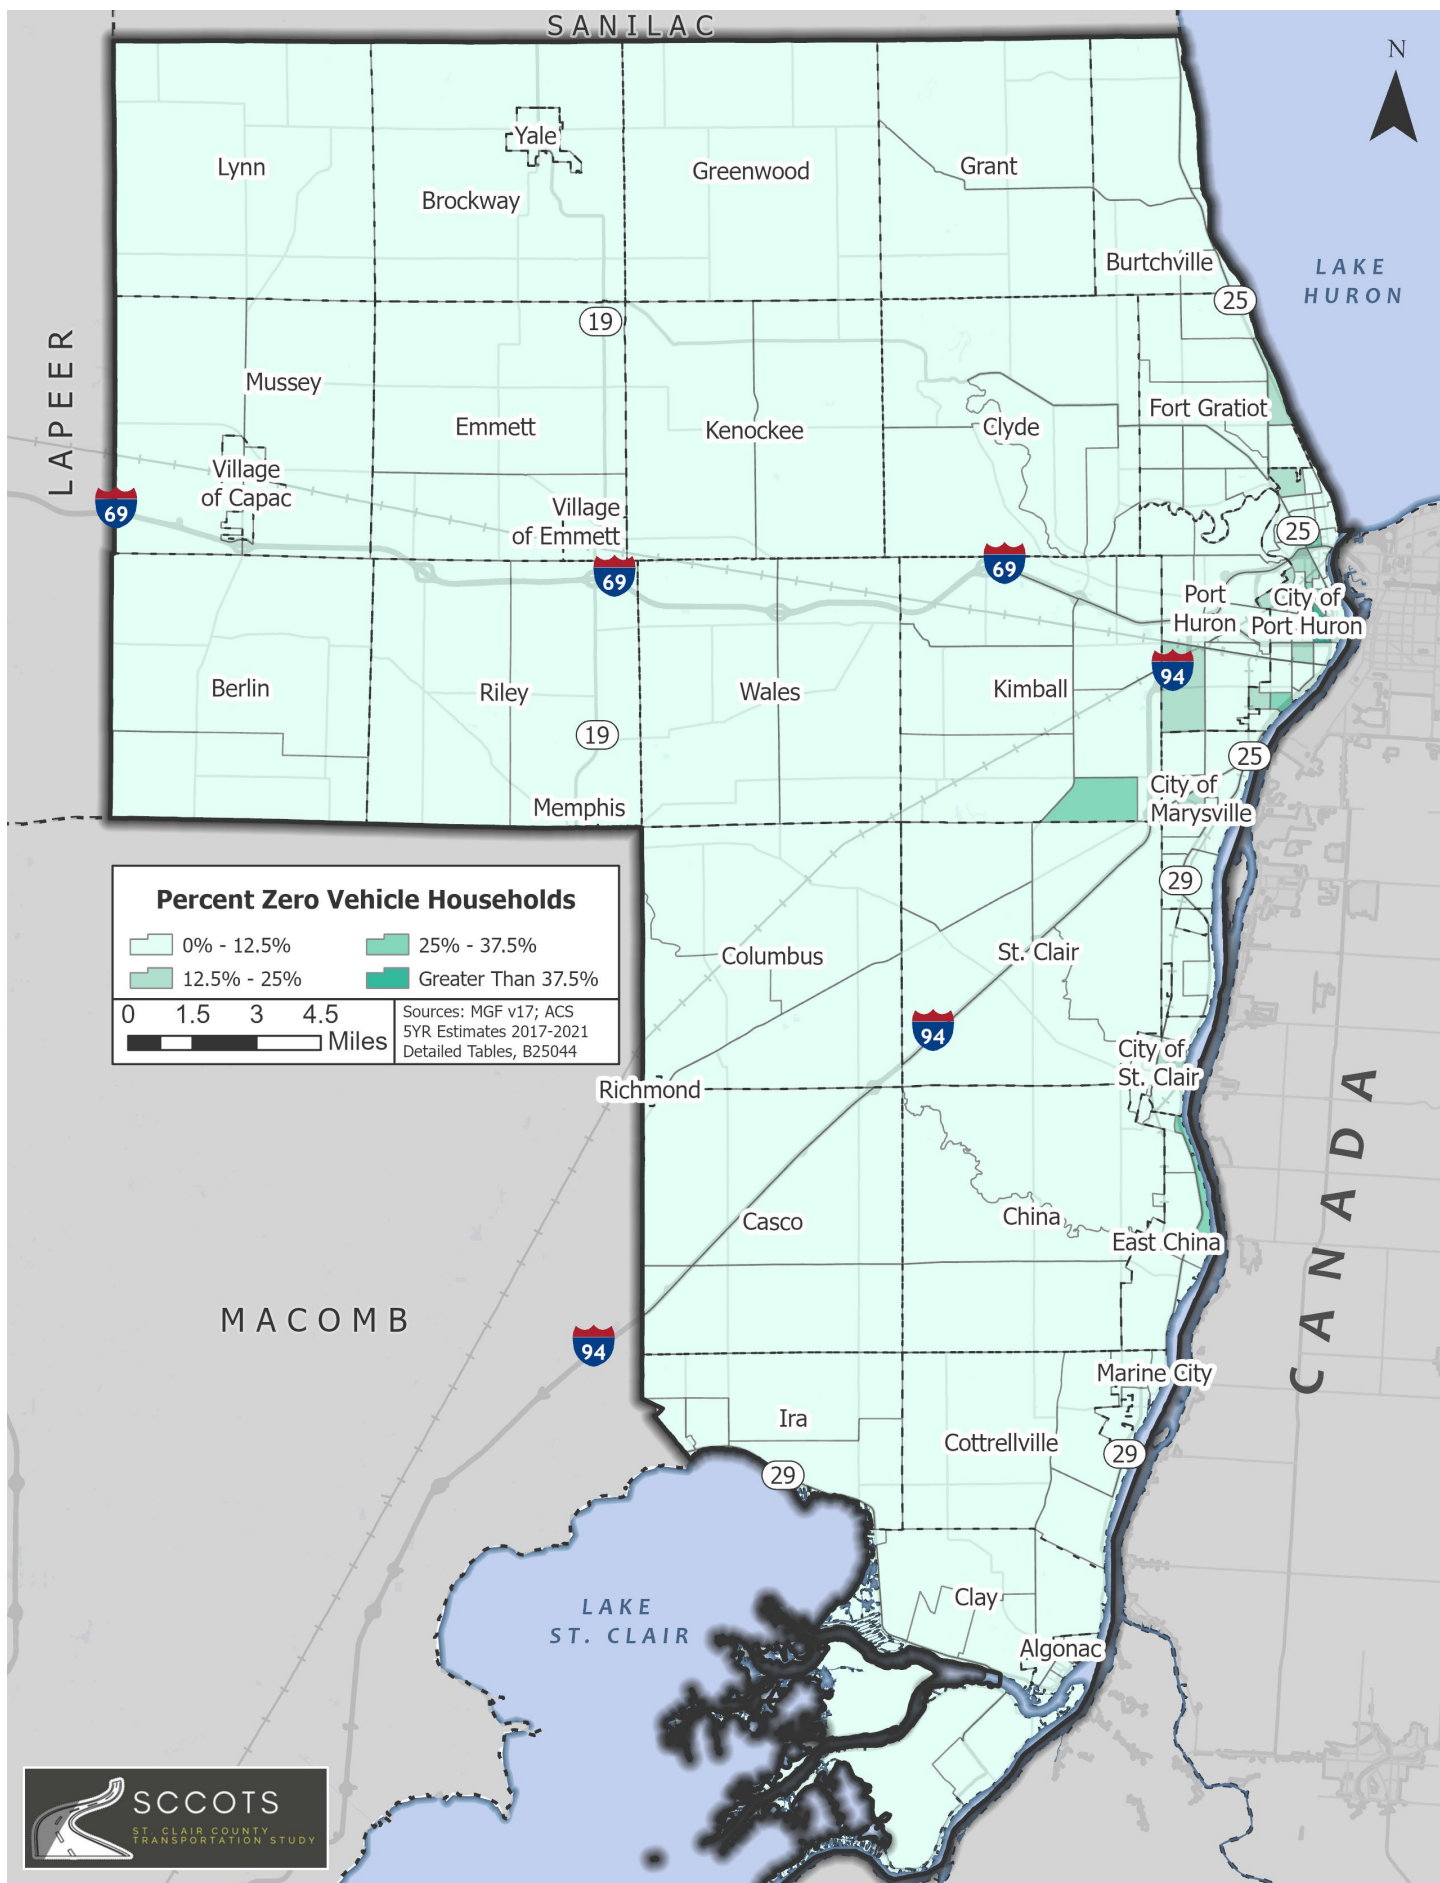 SANILAC
N
Yale
Lynn
Greenwood
Grant
Brockway
Burtchville
LAKE
HURON
25
19
LAPEER
Mussey
Fort Gratiot
Emmett
Kenockee
Clyde
Village
of Capac
69
Village
of Emmett
25
69
69
Port
Huron
City of
Port Huron
94
Berlin
Riley
Wales
Kimball
19
25
City of
Marysville
Memphis
29
Percent Zero Vehicle Households
0% - 12.5%
25% - 37.5%
12.5% - 25%
Greater Than 37.5%
0 1.5 3 4.5
Miles
Sources: MGF v17; ACS
5YR Estimates 2017-2021
Detailed Tables, B25044
Columbus
St. Clair
94
City of
St. Clair
Richmond
CANADA
Casco
China
East China
MACOMB
94
Marine City
Ira
Cottrellville
29
29
LAKE
ST. CLAIR
Clay
Algonac
SCCOTS
ST. CLAIR COUNTY
TRANSPORTATION STUDY